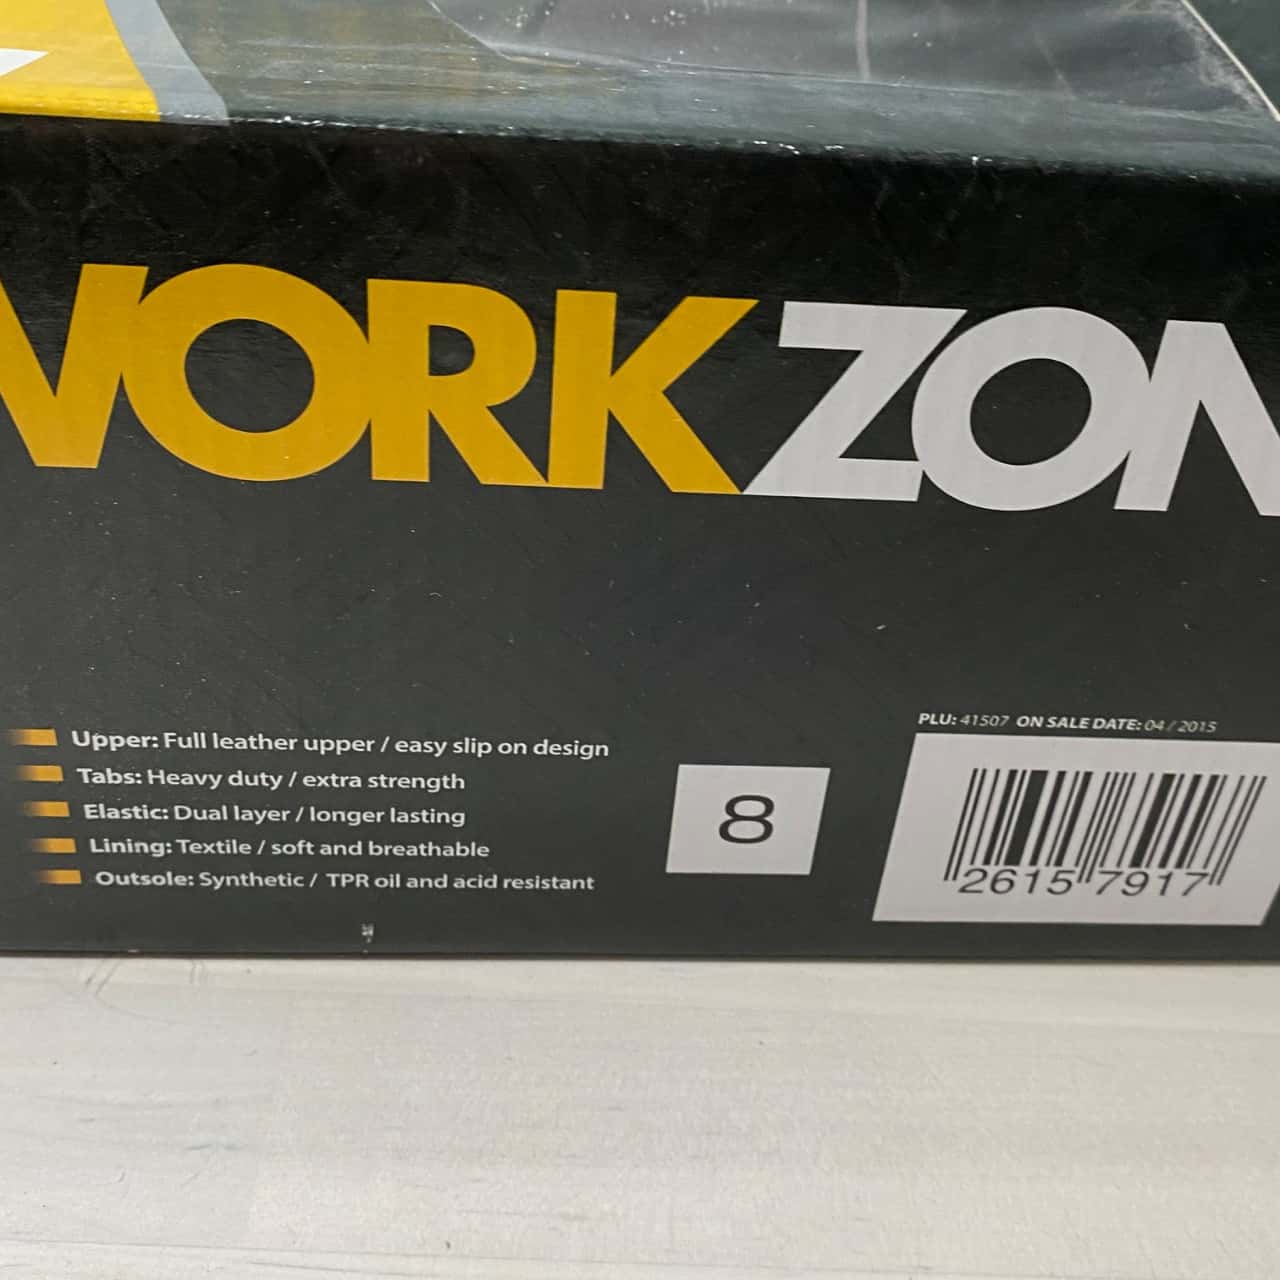 WORKZON
PLU: 41507 ON SALE DATE: 04 / 2015
Upper: Full leather upper / easy slip on design
Tabs: Heavy duty / extra strength
Elastic: Dual layer / longer lasting
Lining: Textile / soft and breathable
Outsole: Synthetic / TPR oil and acid resistant
8
2615 7917